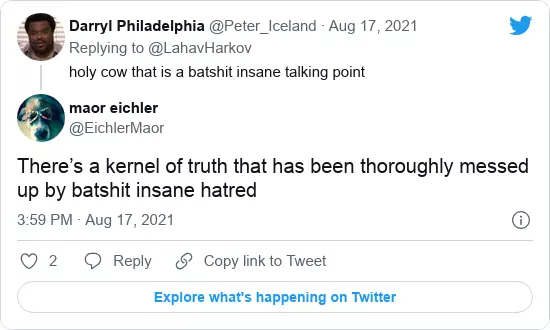 Darryl Philadelphia @Peter_Iceland · Aug 17, 2021
Replying to @LahavHarkov
holy cow that is a batshit insane talking point
maor eichler
@EichlerMaor
There’s a kernel of truth that has been thoroughly messed
up by batshit insane hatred
3:59 PM · Aug 17, 2021
2 Reply Copy link to Tweet
Explore what's happening on Twitter